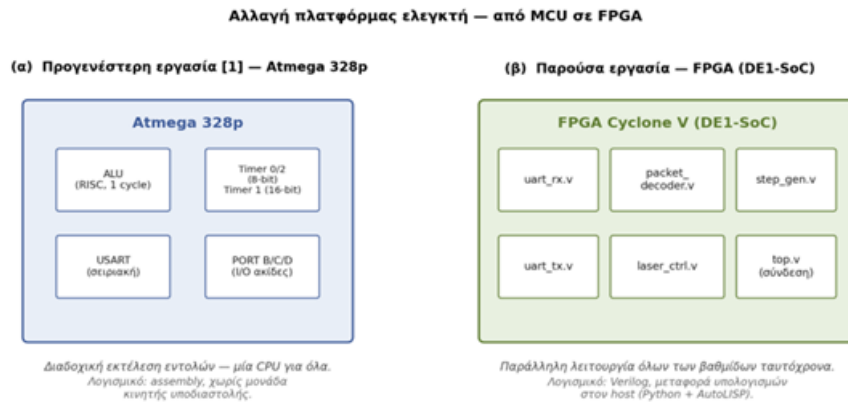 Αλλαγή πλατφόρμας ελεγκτή — από MCU σε FPGA
(α) Προγενέστερη εργασία [1] — Atmega 328p
Atmega 328p
ALU
(RISC, 1 cycle)
Timer 0/2
(8-bit)
Timer 1 (16-bit)
USART
(σειριακή)
PORT B/C/D
(I/O ακίδες)
Διαδοχική εκτέλεση εντολών — μία CPU για όλα.
Λογισμικό: assembly, χωρίς μονάδα
κινητής υποδιαστολής.
(β) Παρούσα εργασία — FPGA (DE1-SoC)
FPGA Cyclone V (DE1-SoC)
uart_rx.v
packet_
decoder.v
step_gen.v
uart_tx.v
laser_ctrl.v
top.v
(σύνδεση)
Παράλληλη λειτουργία όλων των βαθμίδων ταυτόχρονα.
Λογισμικό: Verilog, μεταφορά υπολογισμών
στον host (Python + AutoLISP).